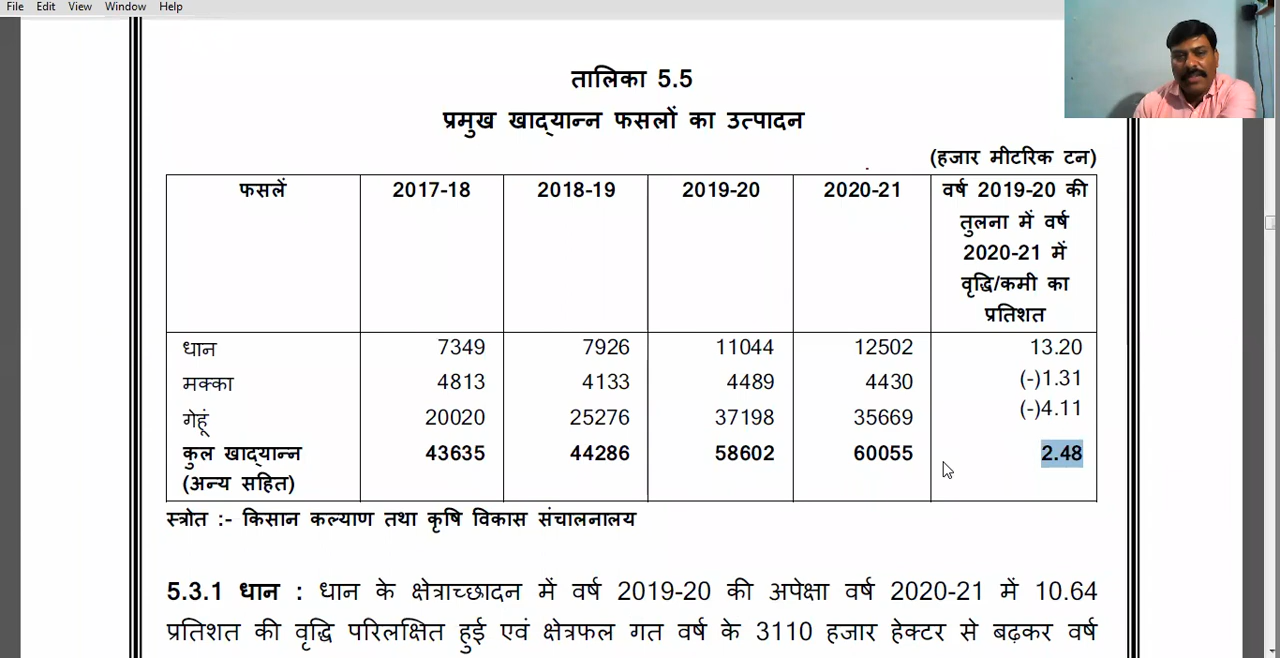 File Edit View Window Help
तालिका 5.5
प्रमुख खाद्यान्न फसलों का उत्पादन
(हजार मीटरिक टन)
फसलें 2017-18 2018-19 2019-20 2020-21 वर्ष 2019-20 की
तुलना में वर्ष
2020-21 में
वृद्धि/कमी का
प्रतिशत
धान 7349 7926 11044 12502 13.20
मक्का 4813 4133 4489 4430 (-)1.31
गेहूं 20020 25276 37198 35669 (-)4.11
कुल खाद्यान्न 43635 44286 58602 60055 2.48
(अन्य सहित)
स्त्रोत :- किसान कल्याण तथा कृषि विकास संचालनालय
5.3.1 धान : धान के क्षेत्राच्छादन में वर्ष 2019-20 की अपेक्षा वर्ष 2020-21 में 10.64
प्रतिशत की वृद्धि परिलक्षित हुई एवं क्षेत्रफल गत वर्ष के 3110 हजार हेक्टर से बढ़कर वर्ष